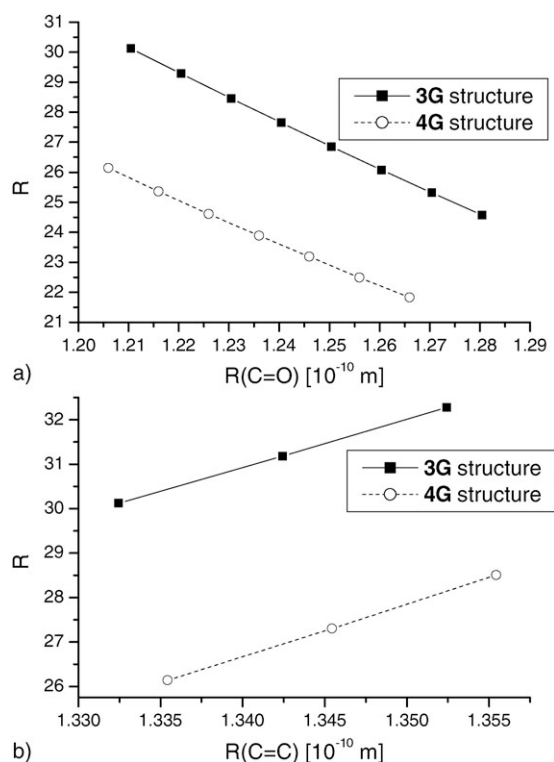 31
30
29
28
27
26
25
24
23
22
21
R
3G structure
4G structure
1.20 1.21 1.22 1.23 1.24 1.25 1.26 1.27 1.28 1.29
a) R(C=O) [10⁻¹⁰ m]
32
31
30
29
28
27
26
R
3G structure
4G structure
1.330 1.335 1.340 1.345 1.350 1.355
b) R(C=C) [10⁻¹⁰ m]